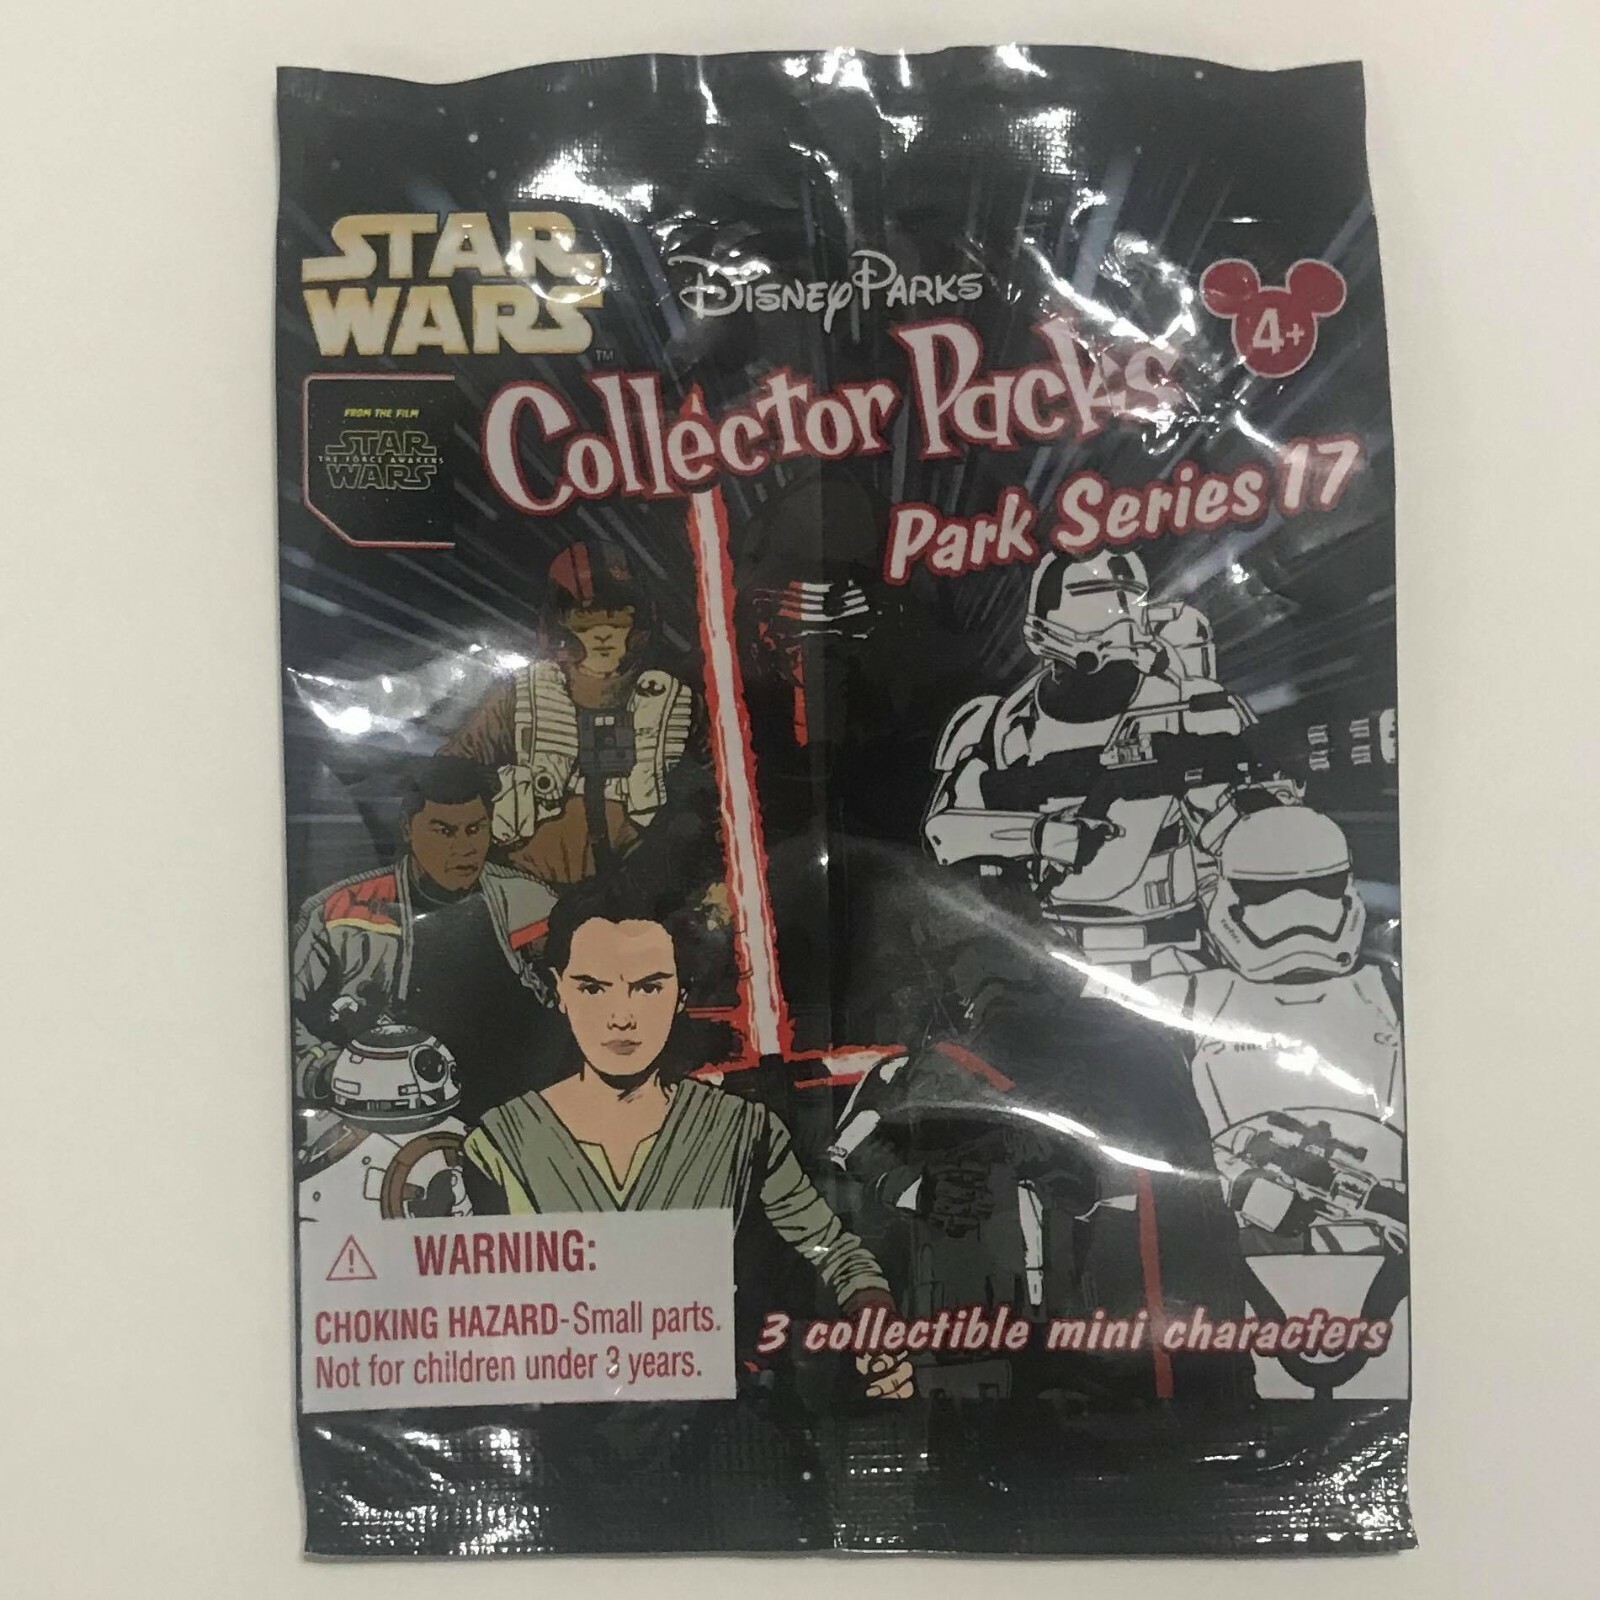 STAR
WARS
TM
DISNEY PARKS
4+
Collector Packs
Park Series 17
FROM THE FILM
STAR
THE FORCE AWAKENS
WARS
WARNING:
CHOKING HAZARD-Small parts.
Not for children under 3 years.
3 collectible mini characters